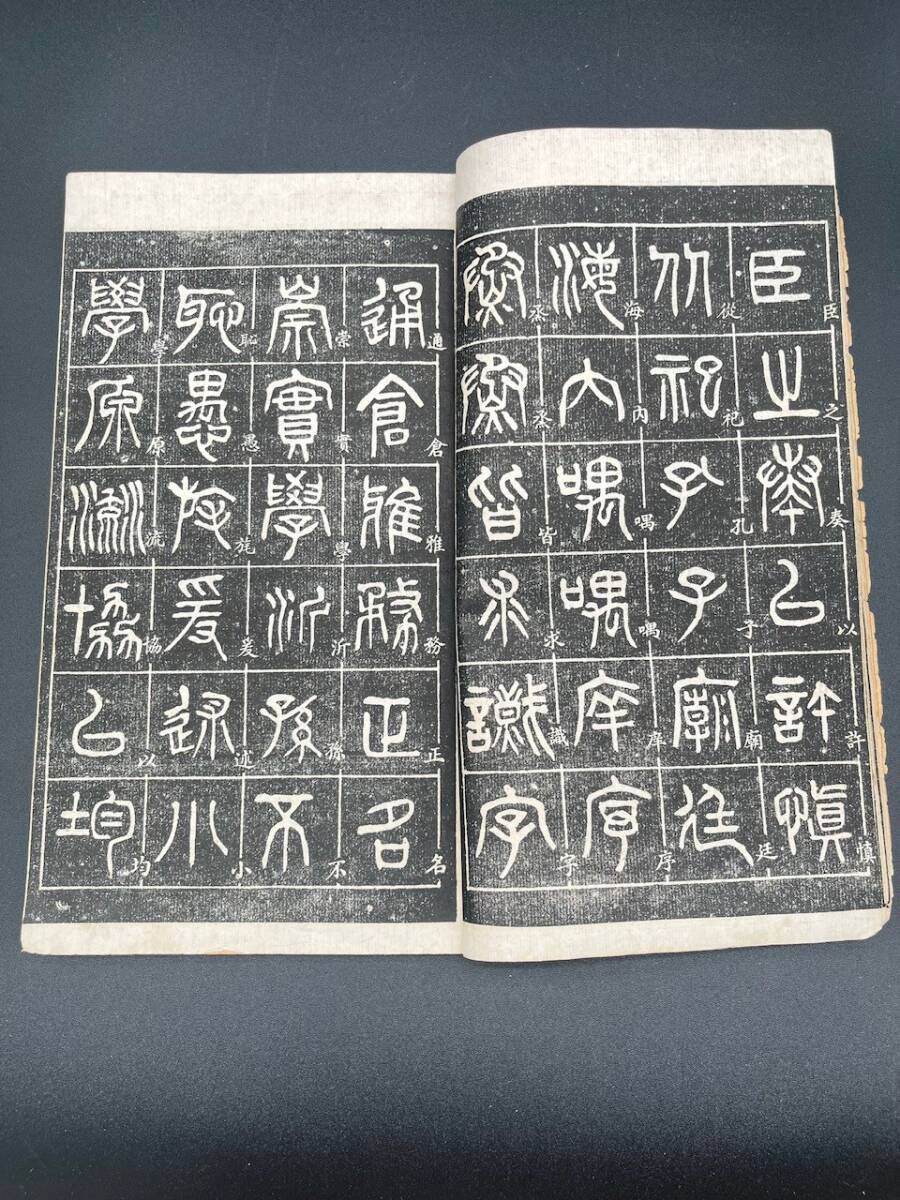 臣之奏以許慎
從祀孔子廟廷
海內喁喁庠序
烝烝皆求識字
通倉雅務正名
崇實學沂孫不
恥愚旄爰述小
學原流協以均